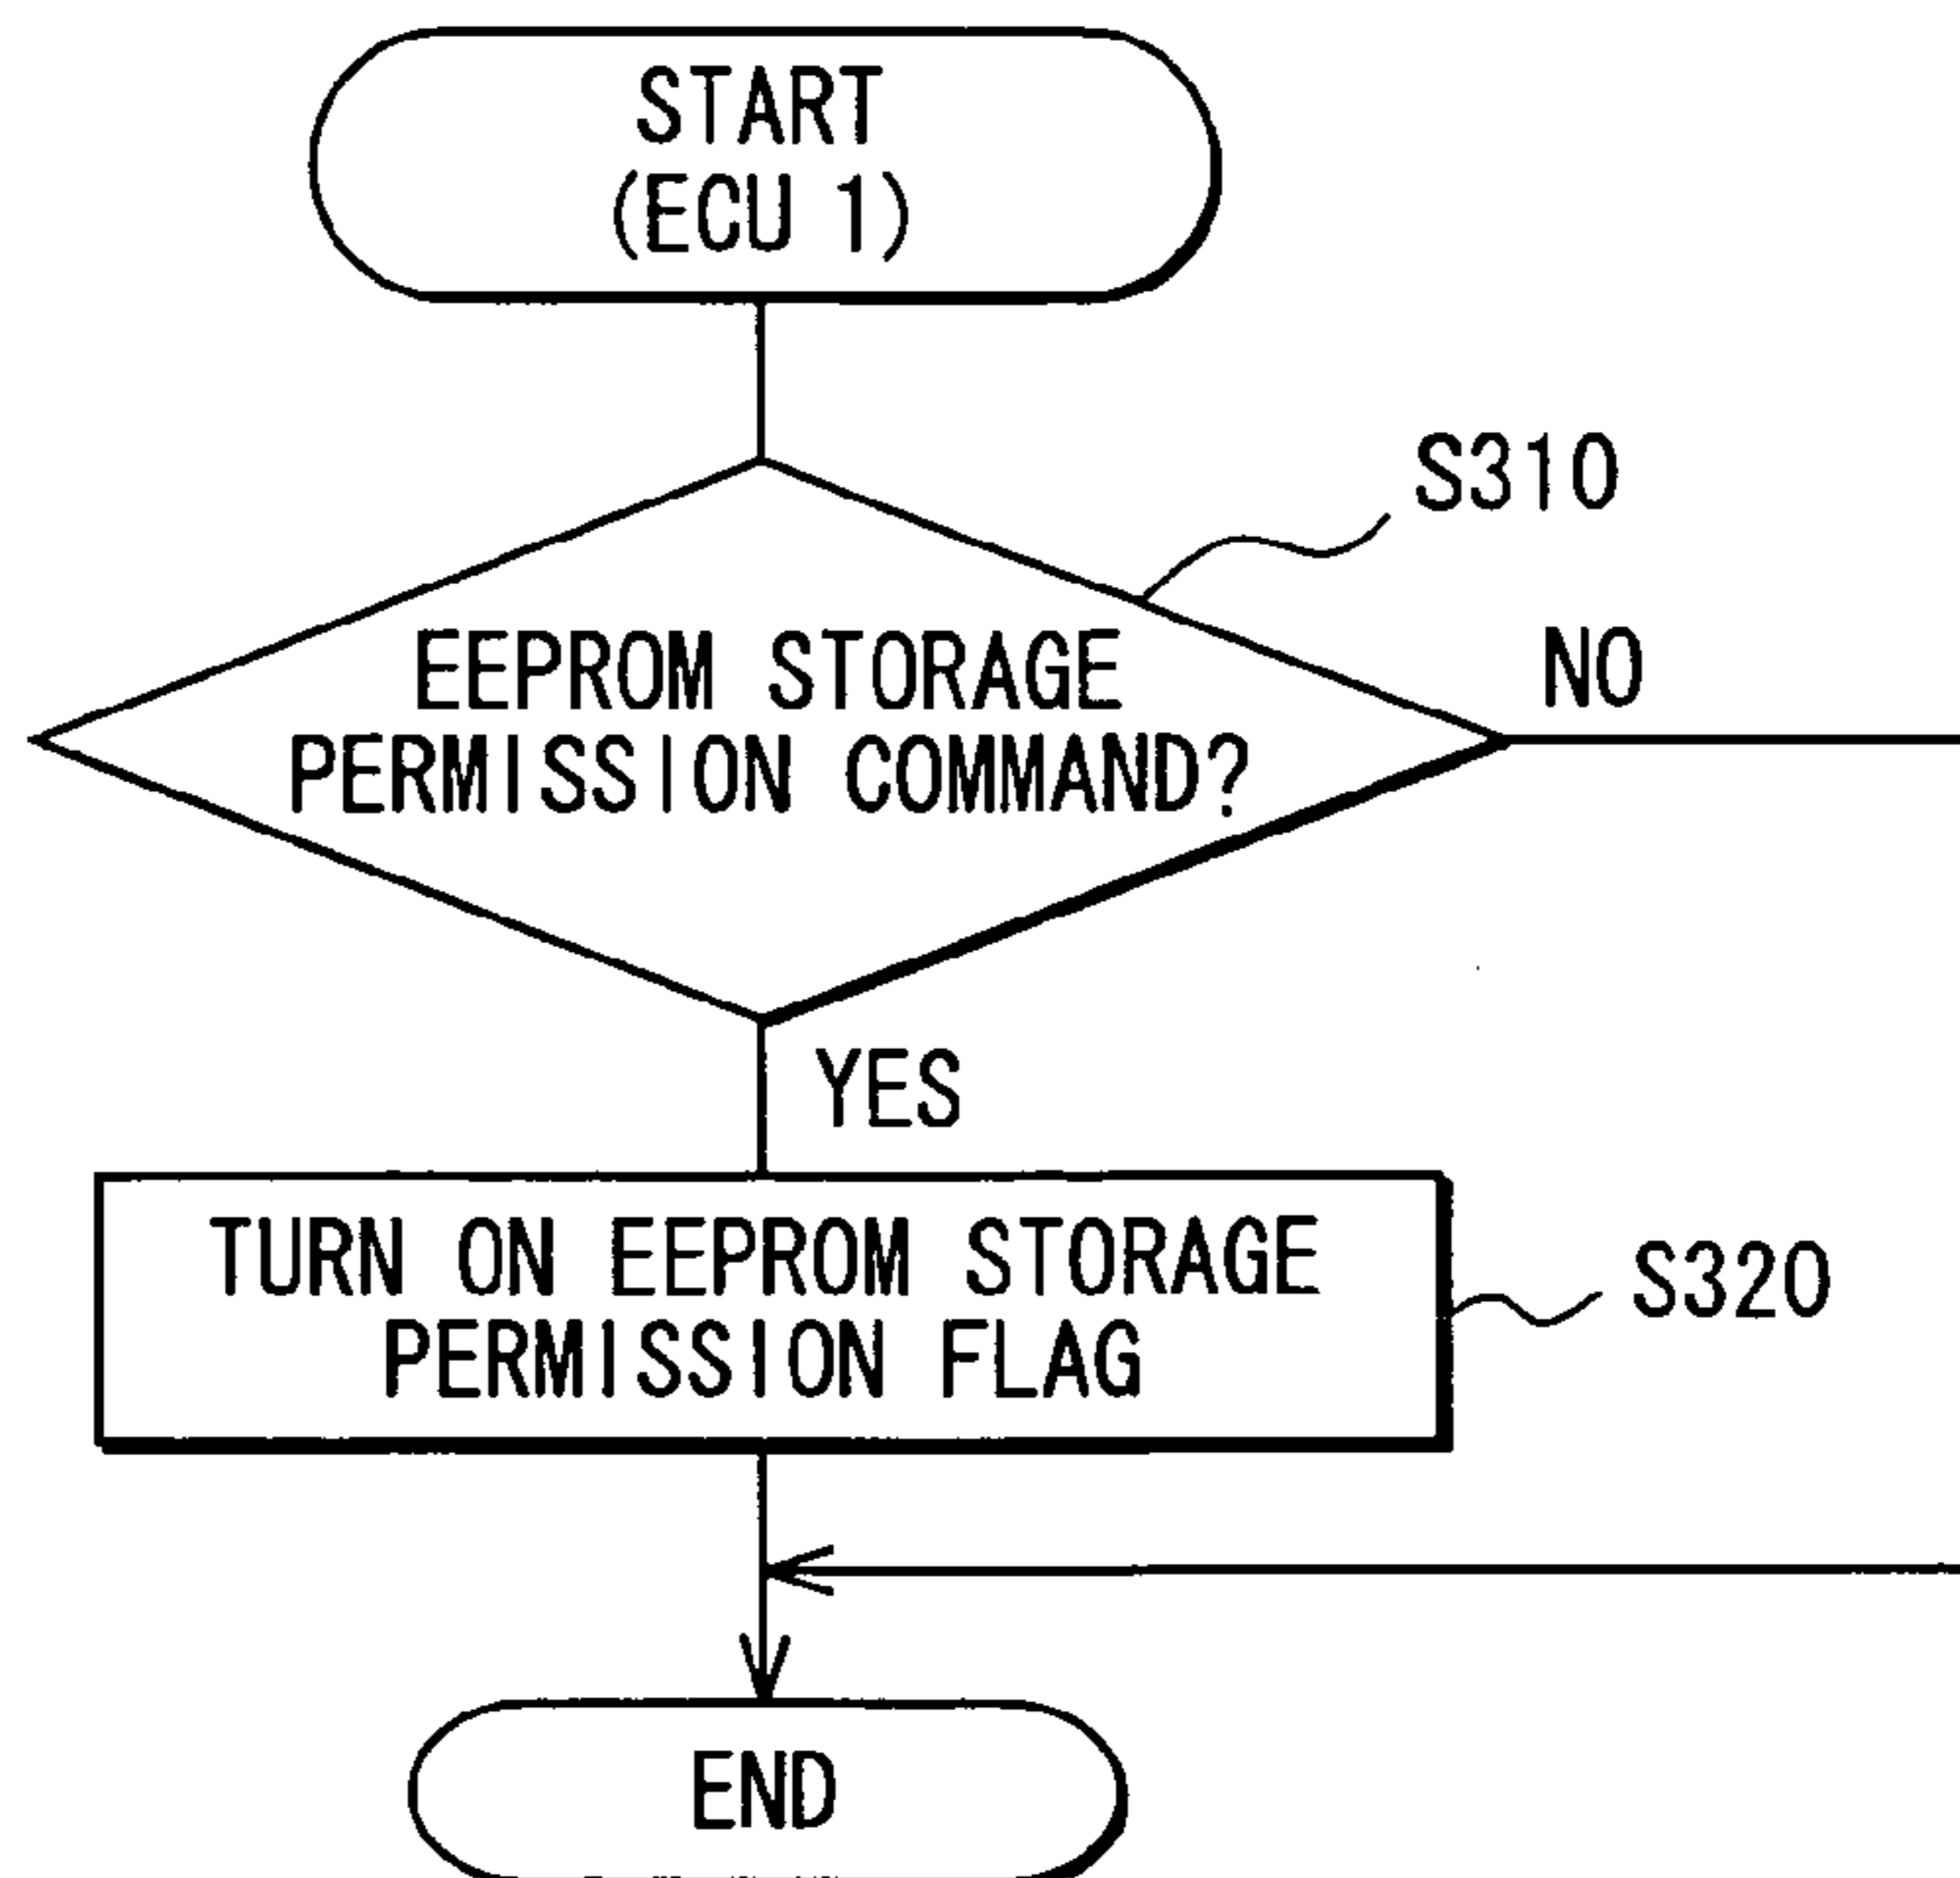 START
(ECU 1)
S310
EEPROM STORAGE
PERMISSION COMMAND?
NO
YES
TURN ON EEPROM STORAGE
PERMISSION FLAG
S320
END